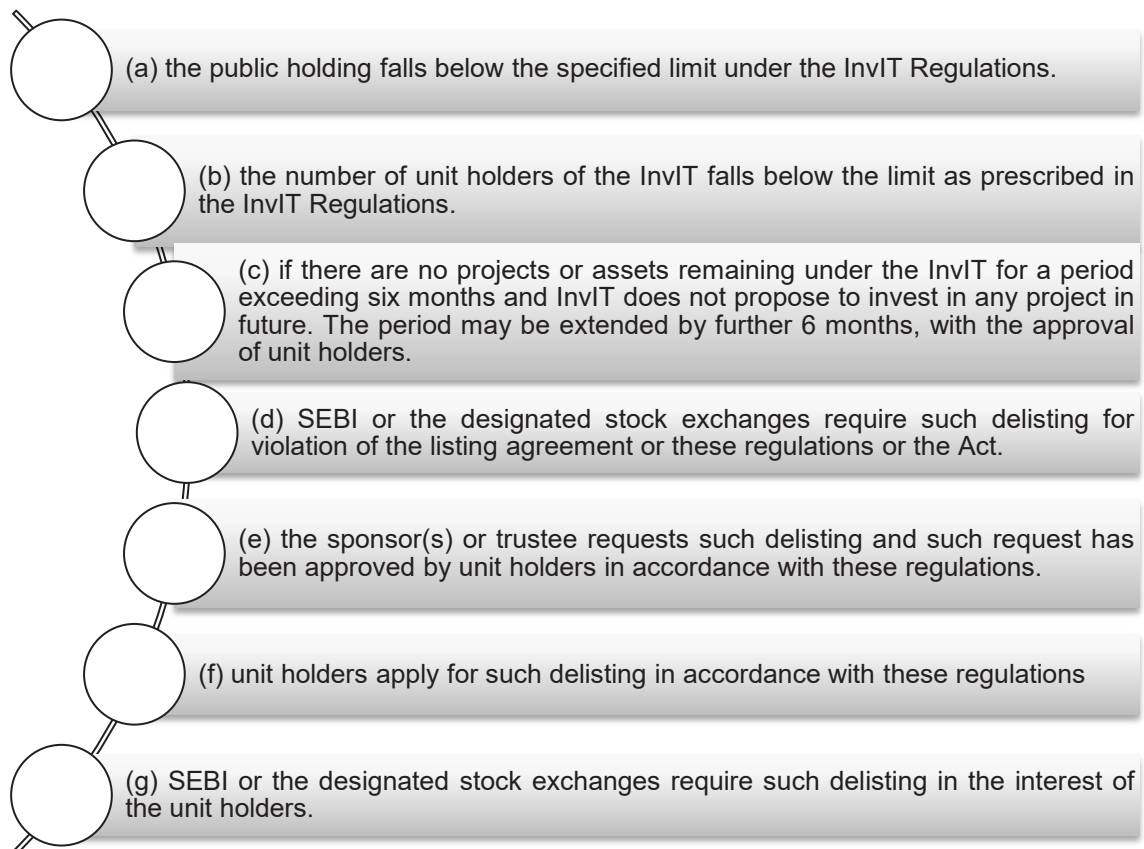 (a) the public holding falls below the specified limit under the InvIT Regulations.
(b) the number of unit holders of the InvIT falls below the limit as prescribed in
the InvIT Regulations.
(c) if there are no projects or assets remaining under the InvIT for a period
exceeding six months and InvIT does not propose to invest in any project in
future. The period may be extended by further 6 months, with the approval
of unit holders.
(d) SEBI or the designated stock exchanges require such delisting for
violation of the listing agreement or these regulations or the Act.
(e) the sponsor(s) or trustee requests such delisting and such request has
been approved by unit holders in accordance with these regulations.
(f) unit holders apply for such delisting in accordance with these regulations
(g) SEBI or the designated stock exchanges require such delisting in the interest of
the unit holders.